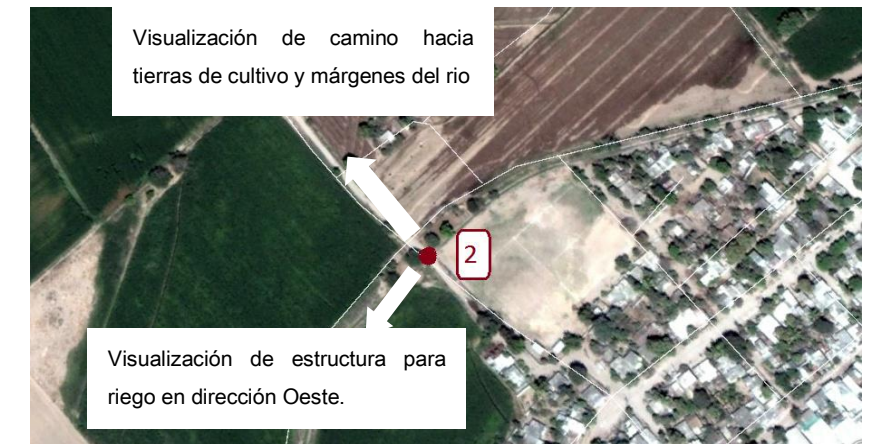 Visualización de camino hacia
tierras de cultivo y márgenes del rio
2
Visualización de estructura para
riego en dirección Oeste.